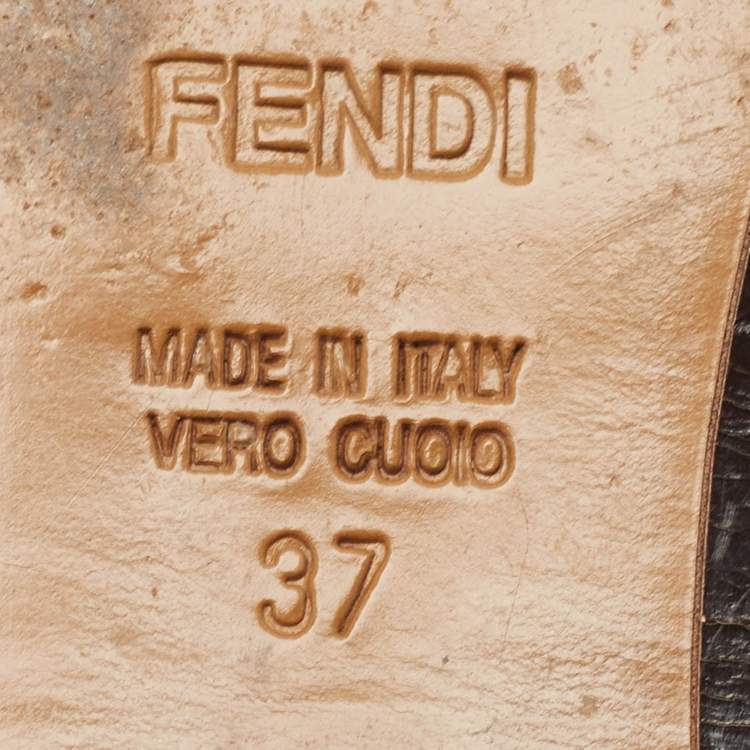 FENDI
MADE IN ITALY
VERO CUOIO
37